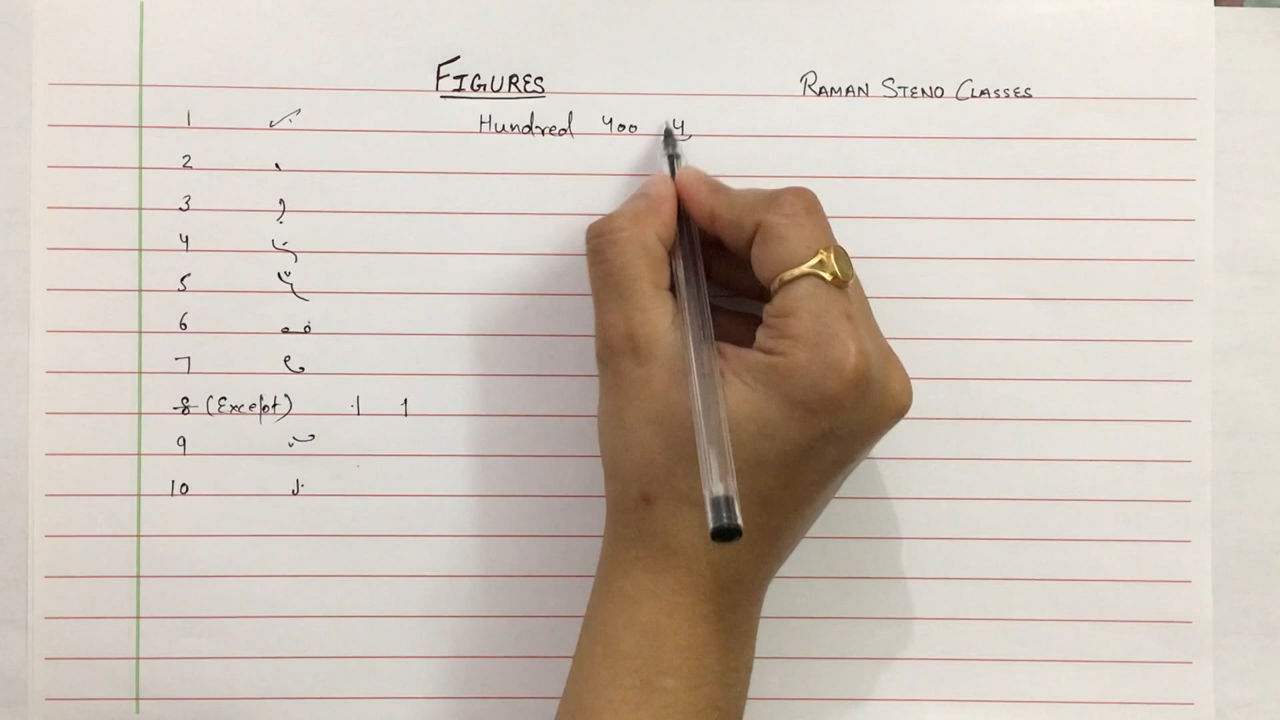 FIGURES
RAMAN STENO CLASSES
1
Hundred 400 4
2
3
4
5
6
7
8 (Except)
9
10